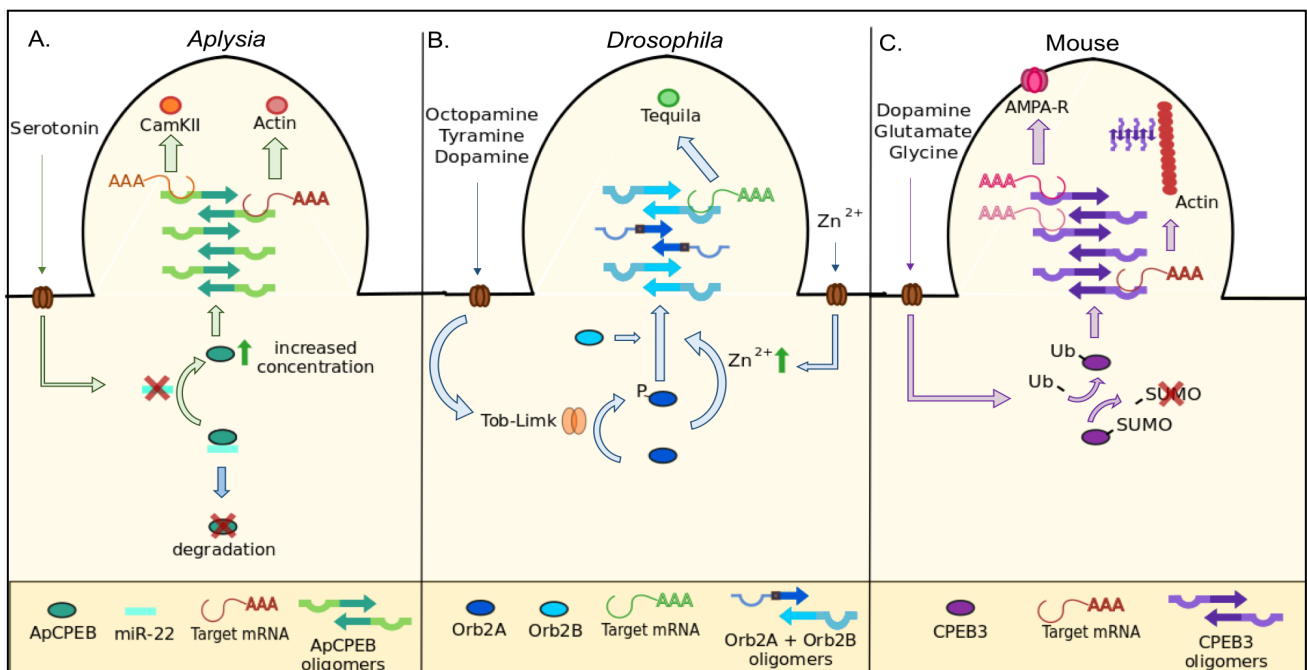 A.
Aplysia
Serotonin
CamKII
Actin
AAA
AAA
increased
concentration
degradation
ApCPEB
miR-22
AAA
Target mRNA
ApCPEB
oligomers
B.
Drosophila
Octopamine
Tyramine
Dopamine
Tequila
AAA
Zn 2+
Zn 2+
P
Tob-Limk
Orb2A
Orb2B
AAA
Target mRNA
Orb2A + Orb2B
oligomers
C.
Mouse
Dopamine
Glutamate
Glycine
AMPA-R
AAA
AAA
Actin
AAA
Ub
Ub
SUMO
SUMO
CPEB3
AAA
Target mRNA
CPEB3
oligomers